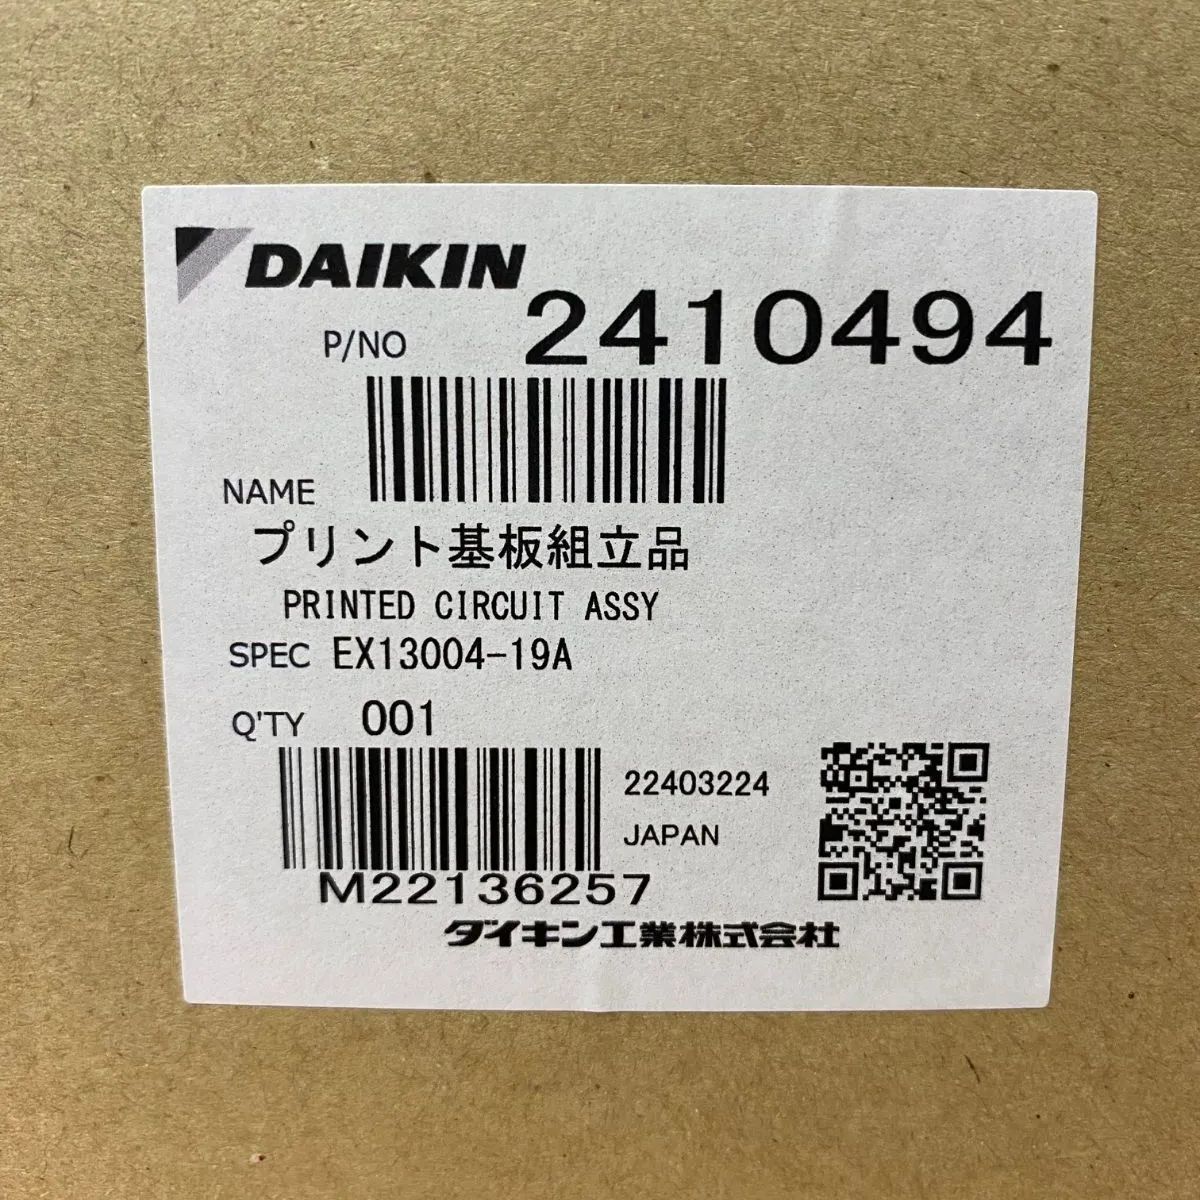 DAIKIN
P/NO 2410494
NAME
プリント基板組立品
PRINTED CIRCUIT ASSY
SPEC EX13004-19A
Q'TY 001
22403224
JAPAN
M22136257
ダイキン工業株式会社